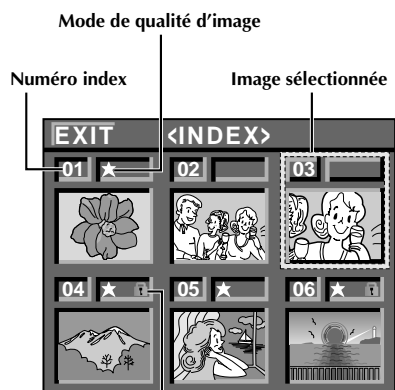 Mode de qualité d'image
Numéro index
Image sélectionnée
EXIT <INDEX>
01 ★ 02 03
04 ★ 05 ★ 06 ★